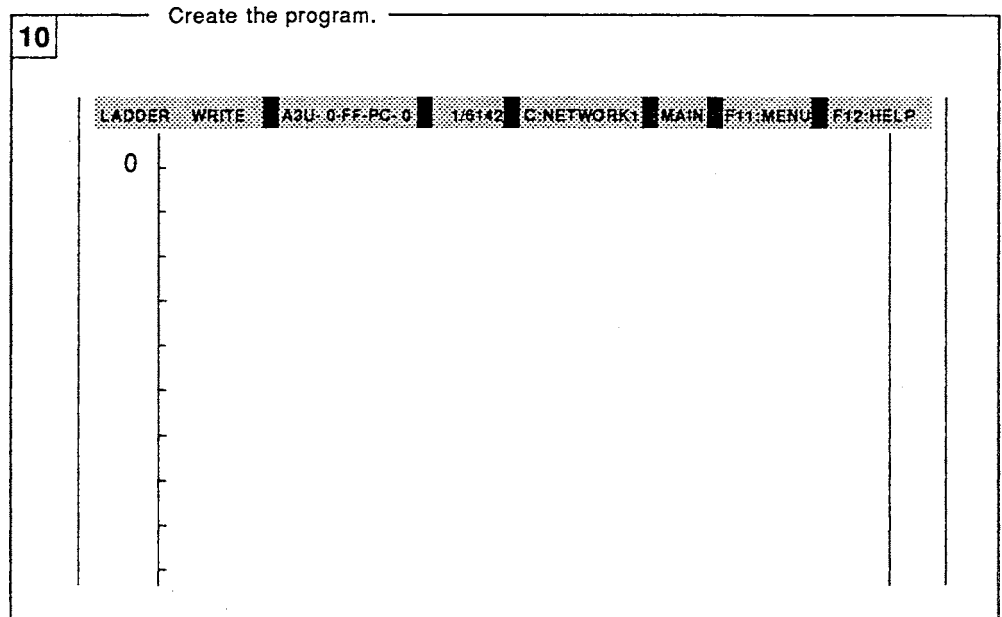 Create the program.
10
LADDER WRITE A3U- 0-FF-PC- 0 1/6142 C:NETWORK1 MAIN F11:MENU F12:HELP
0